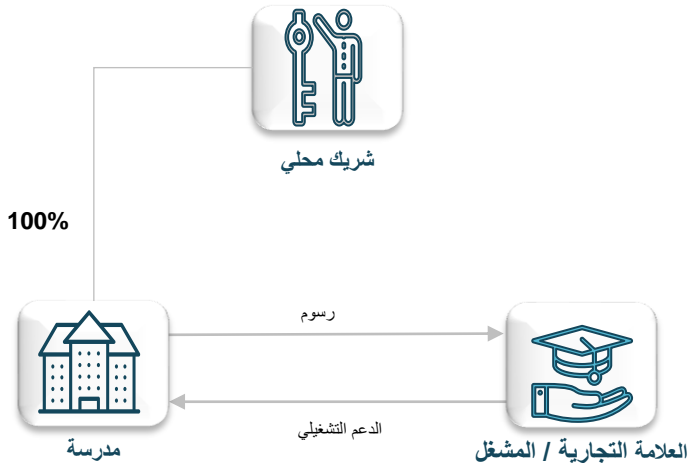 شريك محلي
100%
رسوم
الدعم التشغيلي
مدرسة
العلامة التجارية / المشغل